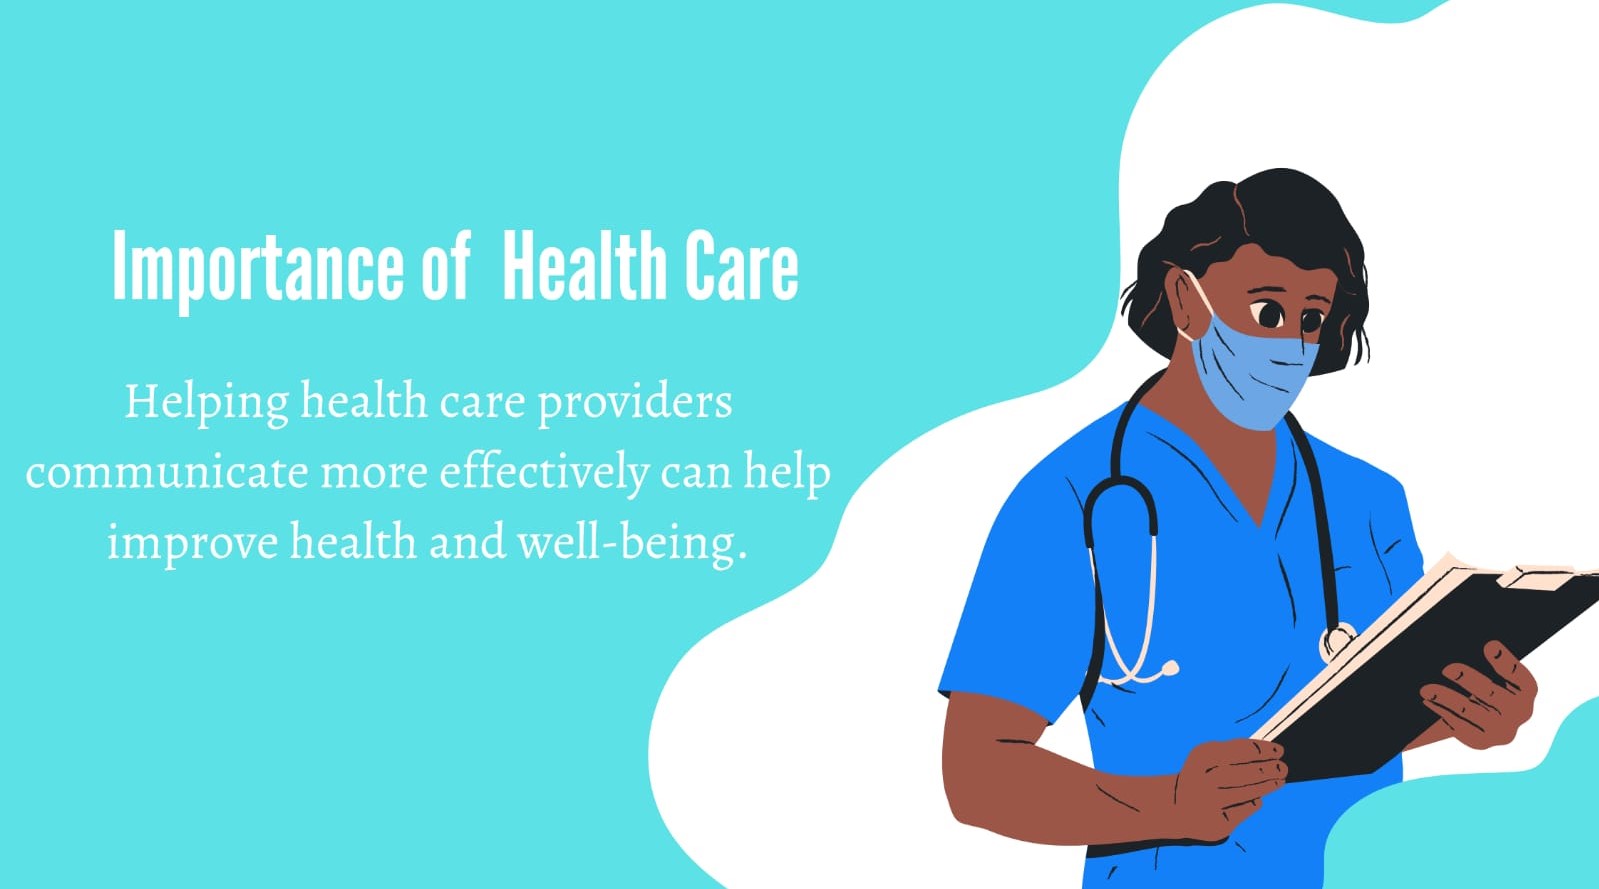 Importance of Health Care
Helping health care providers
communicate more effectively can help
improve health and well-being.